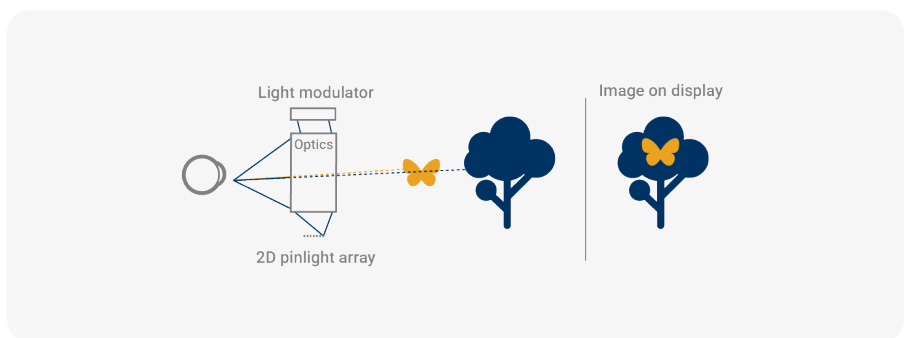 Light modulator
Image on display
Optics
2D pinlight array